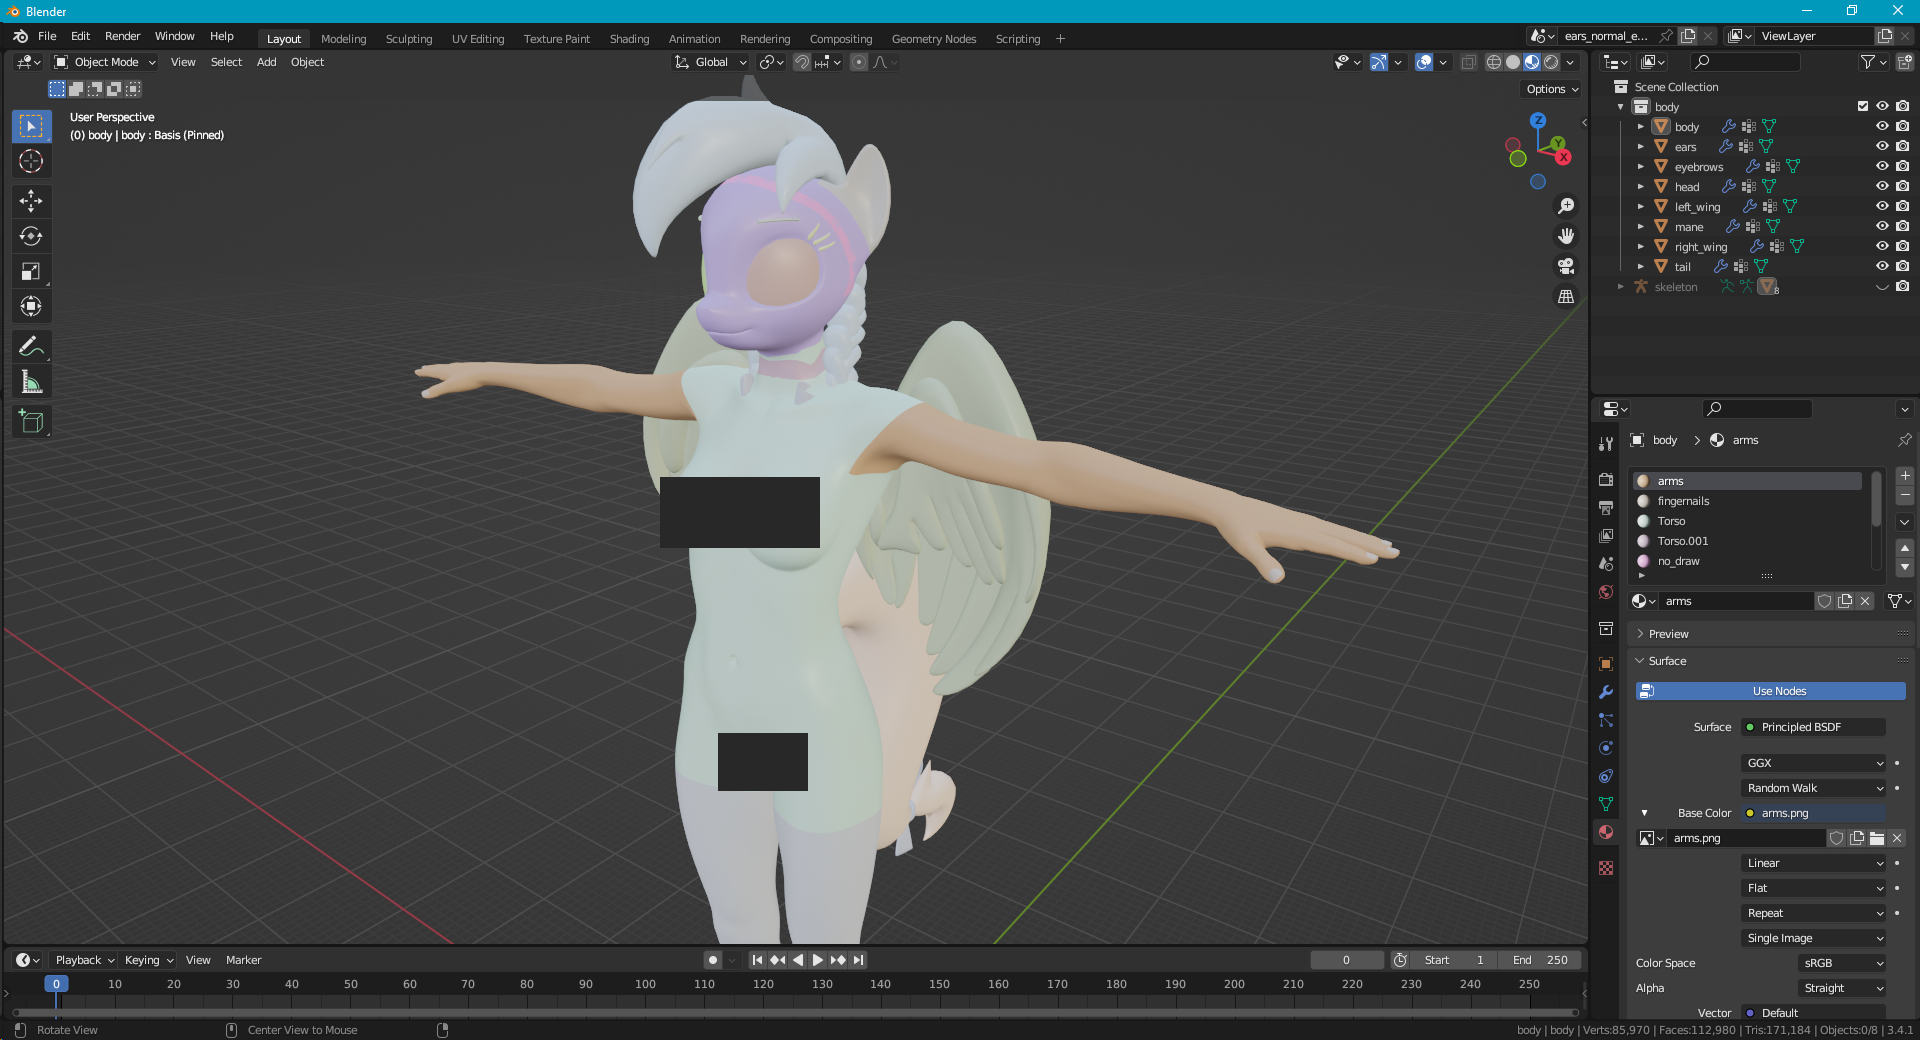 Blender
File Edit Render Window Help Layout Modeling Sculpting UV Editing Texture Paint Shading Animation Rendering Compositing Geometry Nodes Scripting + ears_normal_e... ViewLayer
Object Mode View Select Add Object Global
Options
User Perspective
(0) body | body : Basis (Pinned)
Z
Y
X
Scene Collection
body
body
ears
eyebrows
head
left_wing
mane
right_wing
tail
skeleton 8
body > arms
arms
fingernails
Torso
Torso.001
no_draw
arms
Preview
Surface
Use Nodes
Surface Principled BSDF
GGX
Random Walk
Base Color arms.png
arms.png
Linear
Flat
Repeat
Single Image
Color Space sRGB
Alpha Straight
Vector Default
Playback Keying View Marker 0 Start 1 End 250
0 10 20 30 40 50 60 70 80 90 100 110 120 130 140 150 160 170 180 190 200 210 220 230 240 250
Rotate View Center View to Mouse body | body | Verts:85,970 | Faces:112,980 | Tris:171,184 | Objects:0/8 | 3.4.1